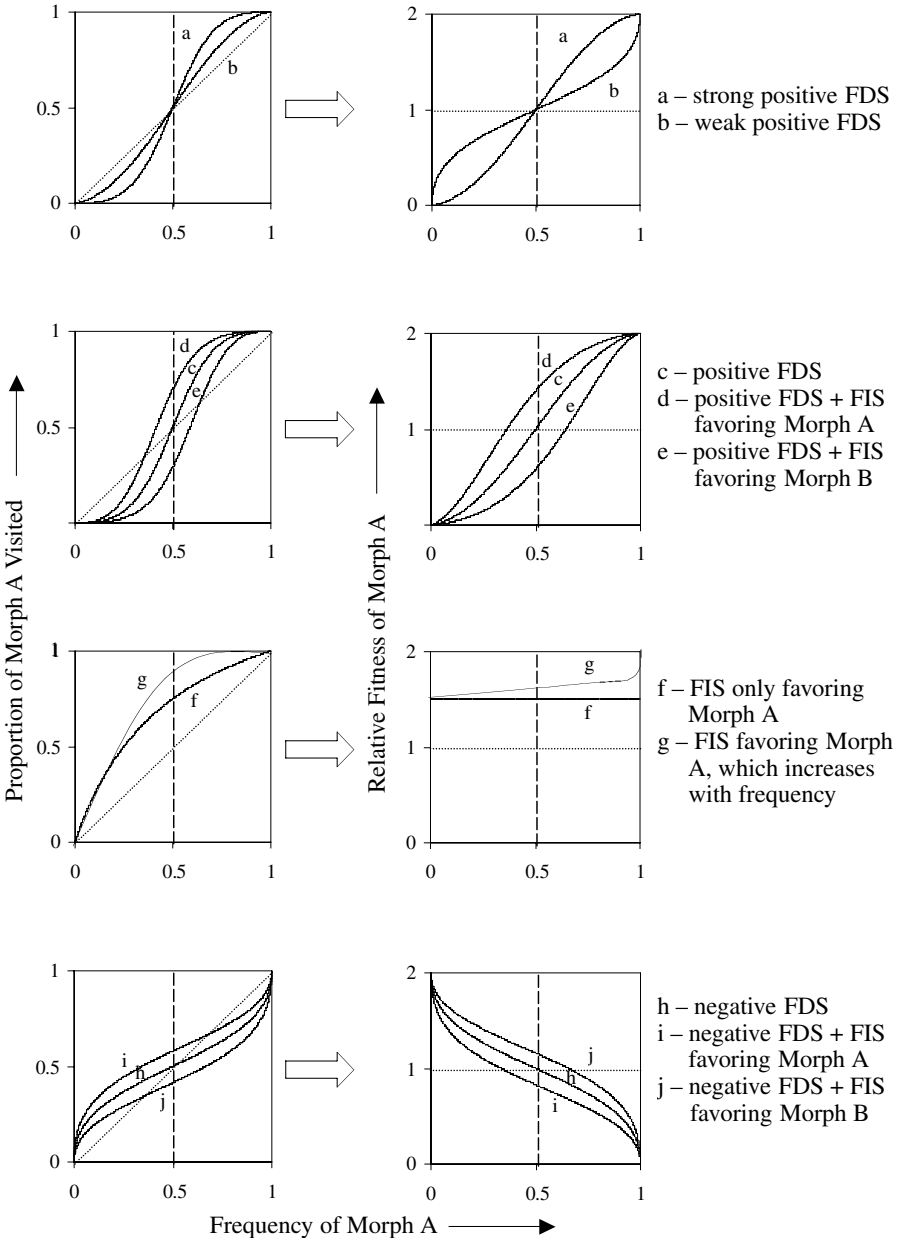 1
0.5
0
a
b
0
0.5
1
2
1
0
a
b
0
0.5
1
a – strong positive FDS
b – weak positive FDS
1
0.5
0
d
c
e
0
0.5
1
2
1
0
d
c
e
0
0.5
1
c – positive FDS
d – positive FDS + FIS
favoring Morph A
e – positive FDS + FIS
favoring Morph B
Proportion of Morph A Visited
Relative Fitness of Morph A
1
0.5
0
g
f
0
0.5
1
2
1
0
g
f
0
0.5
1
f – FIS only favoring
Morph A
g – FIS favoring Morph
A, which increases
with frequency
1
0.5
0
i
h
j
0
0.5
1
2
1
0
j
h
i
0
0.5
1
h – negative FDS
i – negative FDS + FIS
favoring Morph A
j – negative FDS + FIS
favoring Morph B
Frequency of Morph A